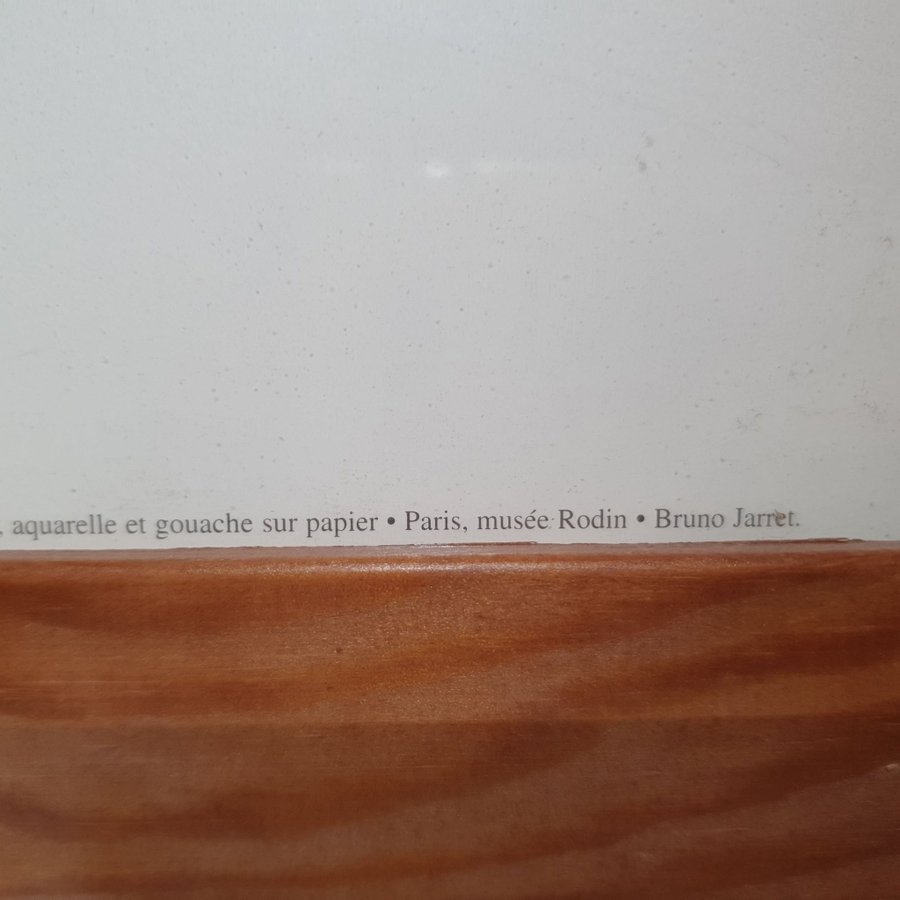 , aquarelle et gouache sur papier • Paris, musée Rodin • Bruno Jarret.